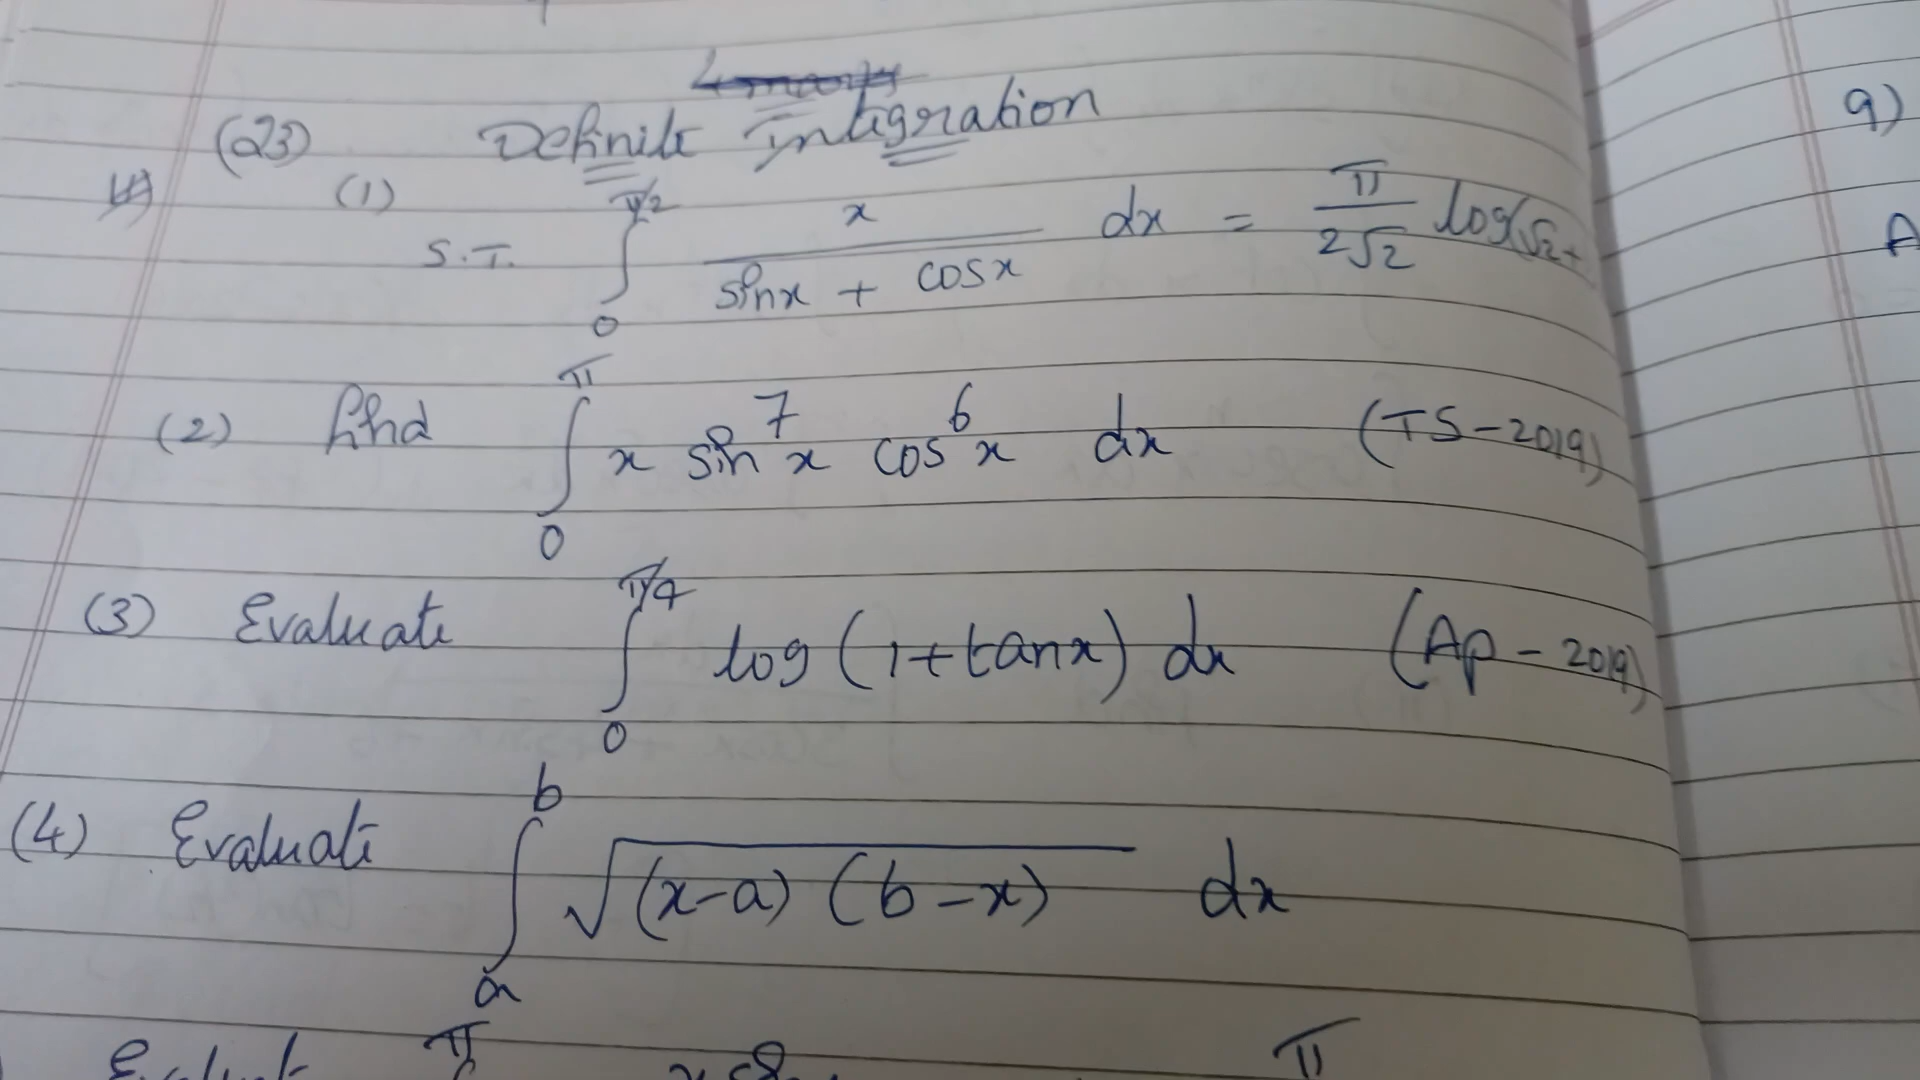 (23) Definite Integration
(1) S.T. ∫₀^(π/2) x/(sinx + cosx) dx = π/(2√2) log(√2+
(2) find ∫₀^π x sin⁷x cos⁶x dx (TS-2019)
(3) Evaluate ∫₀^(π/4) log(1+tanx) dx (AP-2019)
(4) Evaluate ∫ₐ^b √((x-a)(b-x)) dx
π π
9)
A